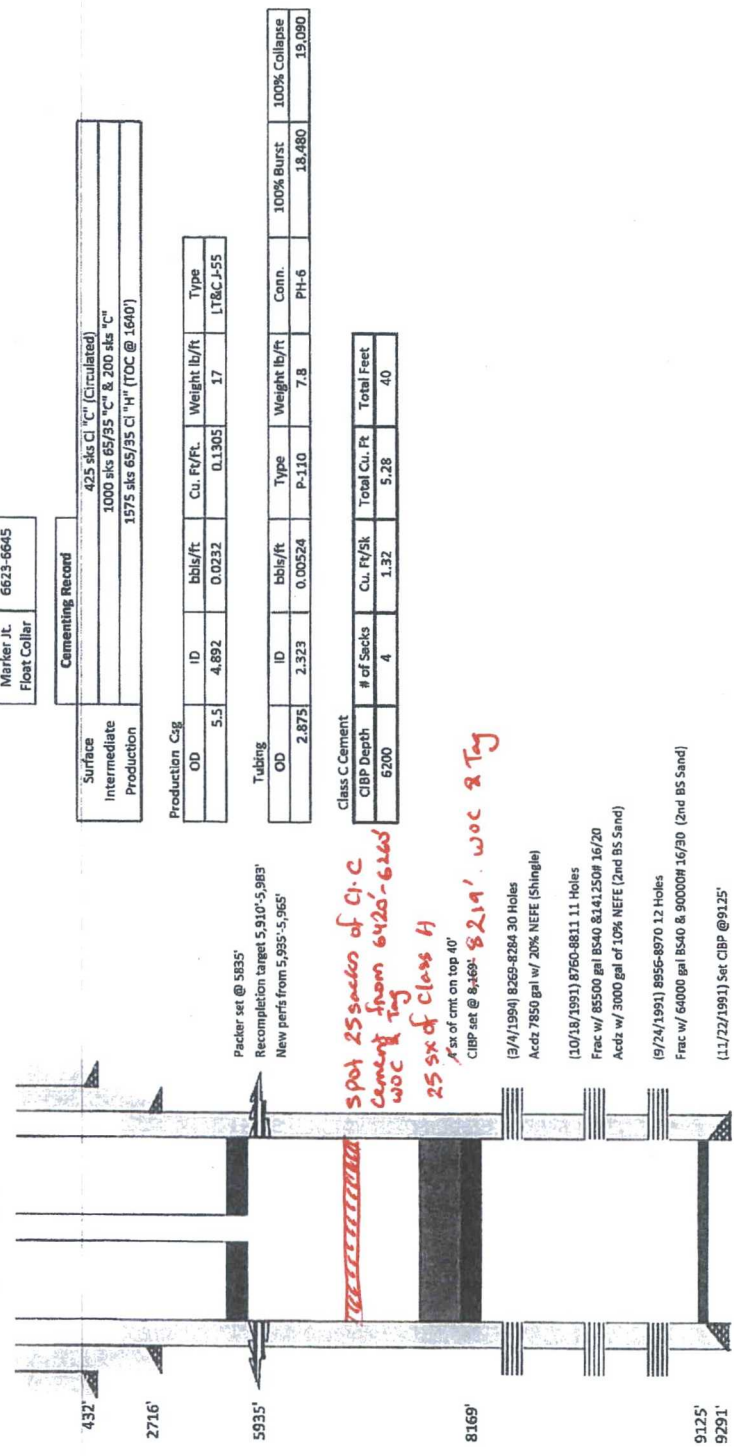 Marker Jt. 6623-6645
Float Collar
Cementing Record
Surface 425 sks Cl "C" (Circulated)
Intermediate 1000 sks 65/35 "C" & 200 sks "C"
Production 1575 sks 65/35 Cl "H" (TOC @ 1640')
Production Csg
OD ID bbls/ft Cu. Ft/Ft. Weight lb/ft Type
5.5 4.892 0.0232 0.1305 17 LT&C J-55
Tubing
OD ID bbls/ft Type Weight lb/ft Conn. 100% Burst 100% Collapse
2.875 2.323 0.00524 P-110 7.8 PH-6 18,480 19,090
Class C Cement
CIBP Depth # of Sacks Cu. Ft/Sk Total Cu. Ft Total Feet
6200 4 1.32 5.28 40
432'
2716'
Packer set @ 5835'
5935'
Recompletion target 5,910'-5,983'
New perfs from 5,935'-5,965'
spot 25 sacks of Cl. C
cement from 6420'-6260'
WOC & Tag
25 sx of Class H
4 sx of cmt on top 40'
8169'
CIBP set @ 8,169' 8219'. WOC & Tag
(3/4/1994) 8269-8284 30 Holes
Acdz 7850 gal w/ 20% NEFE (Shingle)
(10/18/1991) 8760-8811 11 Holes
Frac w/ 85500 gal BS40 &141250# 16/20
Acdz w/ 3000 gal of 10% NEFE (2nd BS Sand)
(9/24/1991) 8956-8970 12 Holes
Frac w/ 64000 gal BS40 & 90000# 16/30 (2nd BS Sand)
9125'
(11/22/1991) Set CIBP @9125'
9291'